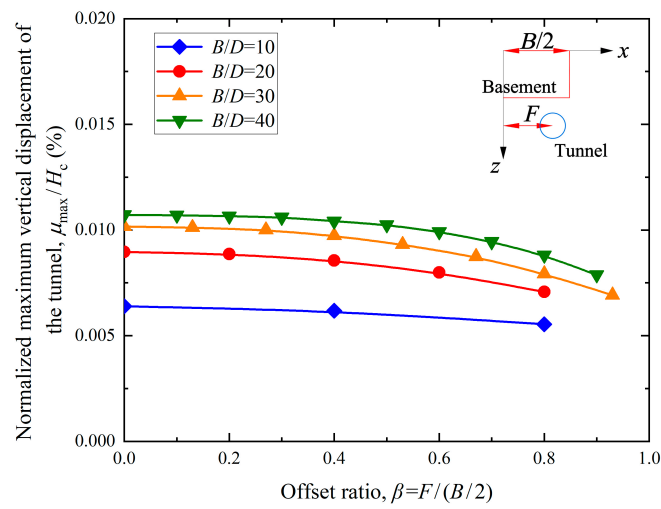 Normalized maximum vertical displacement of
the tunnel, μmax/Hc (%)
0.020
0.015
0.010
0.005
0.000
B/D=10
B/D=20
B/D=30
B/D=40
B/2
x
Basement
F
Tunnel
z
0.0 0.2 0.4 0.6 0.8 1.0
Offset ratio, β=F/(B/2)